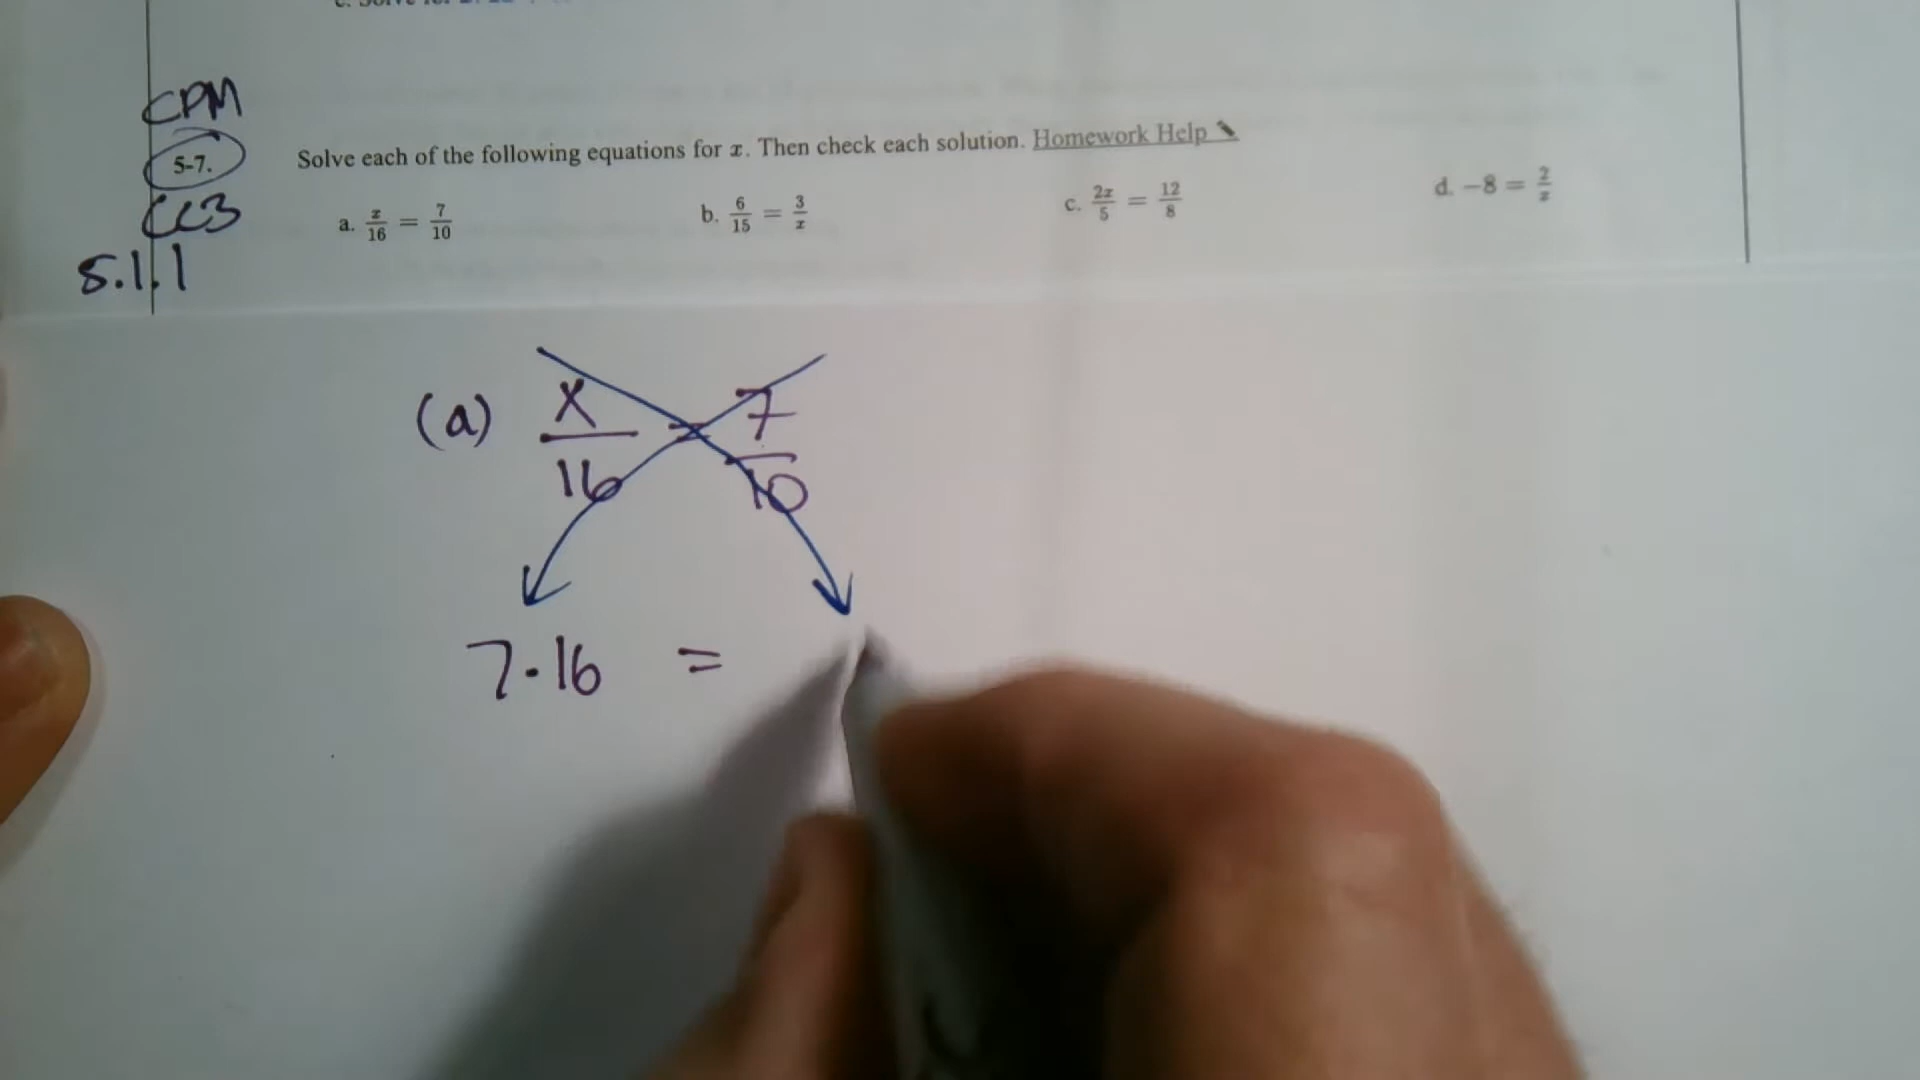 CPM
5-7. Solve each of the following equations for x. Then check each solution. Homework Help ✎
CC3
a. x/16 = 7/10 b. 6/15 = 3/x c. 2x/5 = 12/8 d. −8 = 2/x
5.1.1
(a) x/16 = 7/10
7·16 =